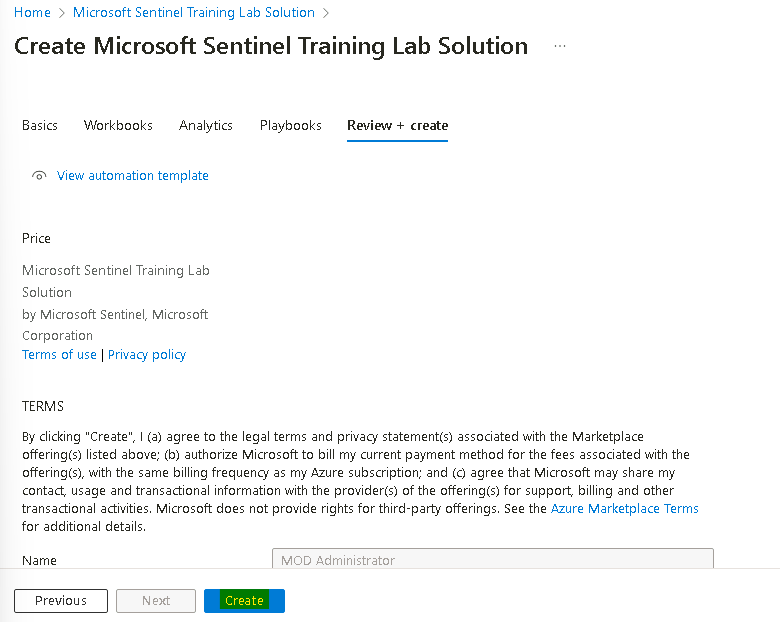 Home > Microsoft Sentinel Training Lab Solution >
Create Microsoft Sentinel Training Lab Solution ...
Basics Workbooks Analytics Playbooks Review + create
View automation template
Price
Microsoft Sentinel Training Lab
Solution
by Microsoft Sentinel, Microsoft
Corporation
Terms of use | Privacy policy
TERMS
By clicking "Create", I (a) agree to the legal terms and privacy statement(s) associated with the Marketplace
offering(s) listed above; (b) authorize Microsoft to bill my current payment method for the fees associated with the
offering(s), with the same billing frequency as my Azure subscription; and (c) agree that Microsoft may share my
contact, usage and transactional information with the provider(s) of the offering(s) for support, billing and other
transactional activities. Microsoft does not provide rights for third-party offerings. See the Azure Marketplace Terms
for additional details.
Name MOD Administrator
Previous Next Create